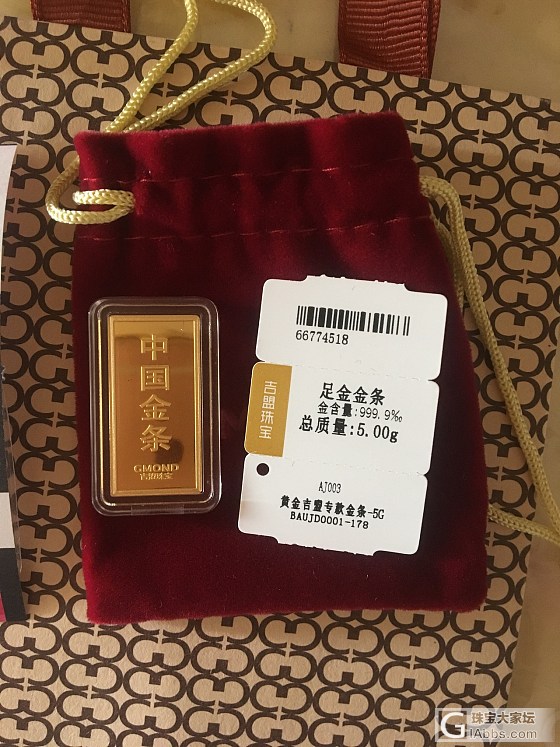 中国金条
GMOND
吉盟珠宝
66774518
吉盟珠宝
足金金条
金含量:999.9‰
总质量:5.00g
AJ003
黄金吉盟专款金条-5G
BAUJD0001-178
珠宝大家坛
JAbbs.com